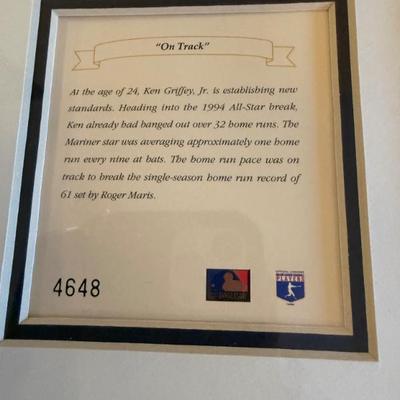 “On Track”
At the age of 24, Ken Griffey, Jr. is establishing new
standards. Heading into the 1994 All-Star break,
Ken already had banged out over 32 home runs. The
Mariner star was averaging approximately one home
run every nine at bats. The home run pace was on
track to break the single-season home run record of
61 set by Roger Maris.
4648
PLAYERS